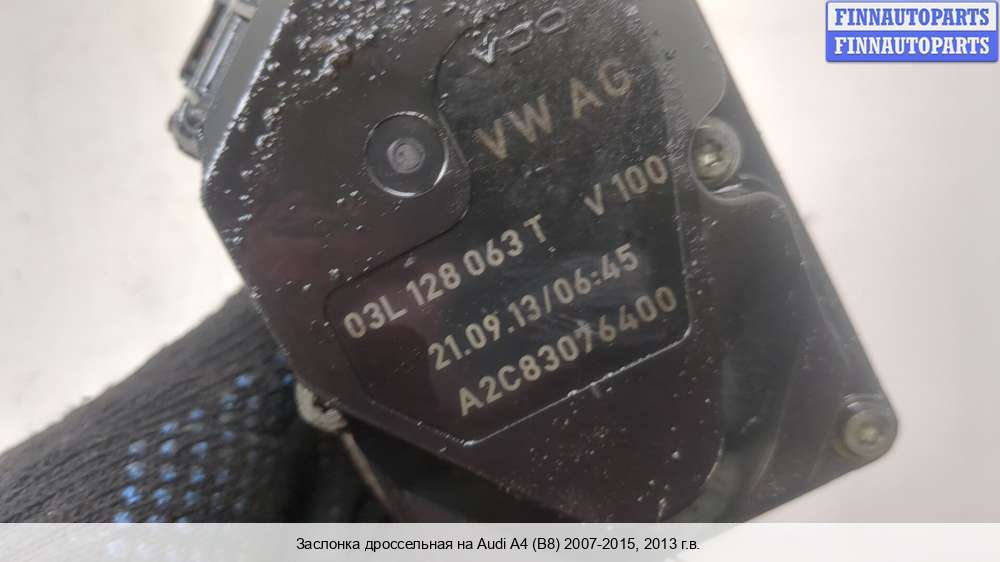 FINNAUTOPARTS
FINNAUTOPARTS
VDO
VW AG
03L 128 063 T V 100
21.09.13/06:45
A2C83076400
Заслонка дроссельная на Audi A4 (B8) 2007-2015, 2013 г.в.